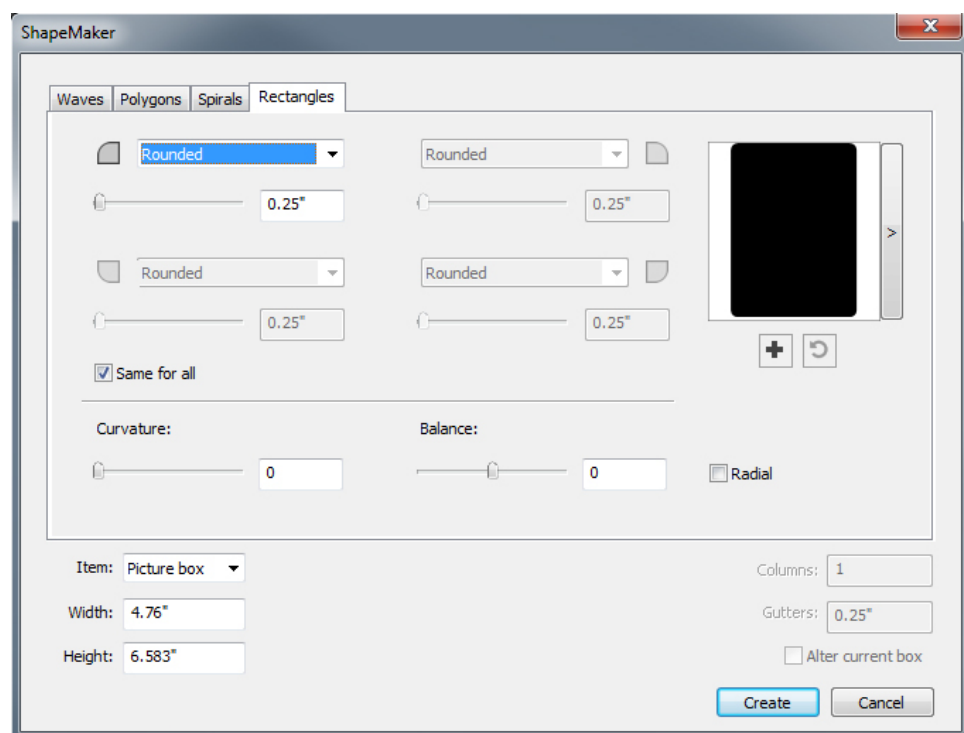 ShapeMaker
Waves Polygons Spirals Rectangles
Rounded Rounded
0.25" 0.25"
>
Rounded Rounded
0.25" 0.25"
Same for all
Curvature: Balance:
0 0 Radial
Item: Picture box Columns: 1
Width: 4.76" Gutters: 0.25"
Height: 6.583" Alter current box
Create Cancel